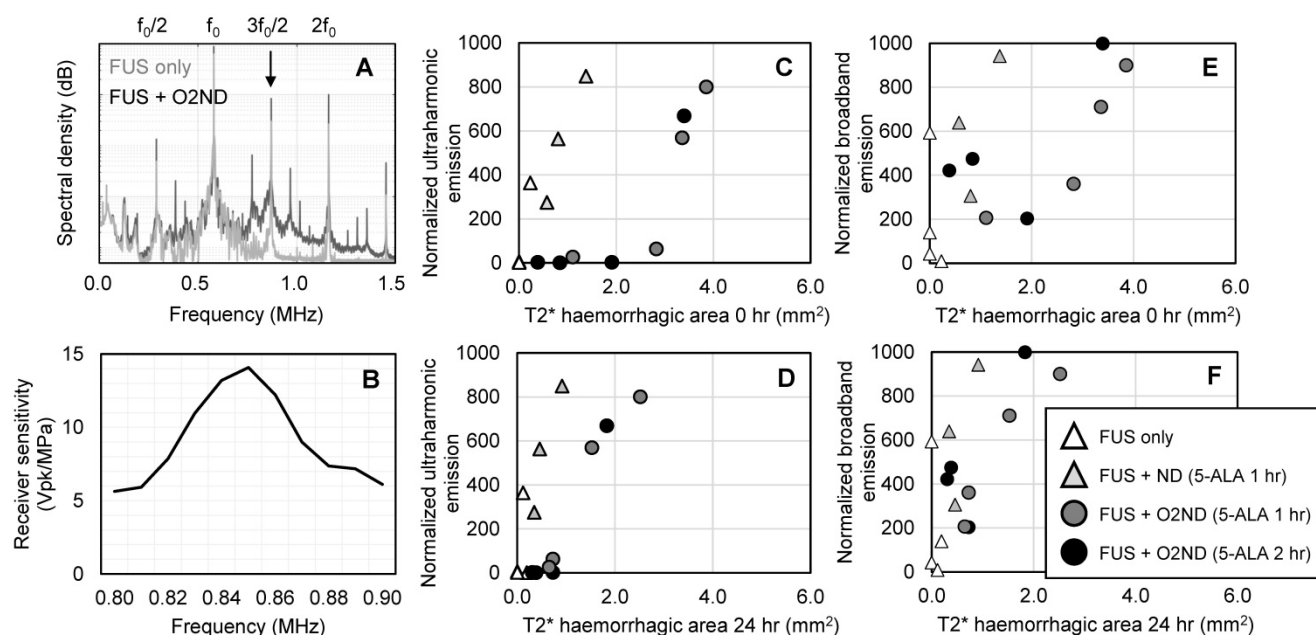 f₀/2 f₀ 3f₀/2 2f₀
FUS only
FUS + O2ND
A
Spectral density (dB)
0.0 0.5 1.0 1.5
Frequency (MHz)
15
10
5
0
B
Receiver sensitivity
(Vpk/MPa)
0.80 0.82 0.84 0.86 0.88 0.90
Frequency (MHz)
1000
800
600
400
200
0
C
Normalized ultraharmonic
emission
0.0 2.0 4.0 6.0
T2* haemorrhagic area 0 hr (mm²)
1000
800
600
400
200
0
D
Normalized ultraharmonic
emission
0.0 2.0 4.0 6.0
T2* haemorrhagic area 24 hr (mm²)
1000
800
600
400
200
0
E
Normalized broadband
emission
0.0 2.0 4.0 6.0
T2* haemorrhagic area 0 hr (mm²)
1000
800
600
400
200
0
F
Normalized broadband
emission
0.0 2.0 4.0 6.0
T2* haemorrhagic area 24 hr (mm²)
FUS only
FUS + ND (5-ALA 1 hr)
FUS + O2ND (5-ALA 1 hr)
FUS + O2ND (5-ALA 2 hr)